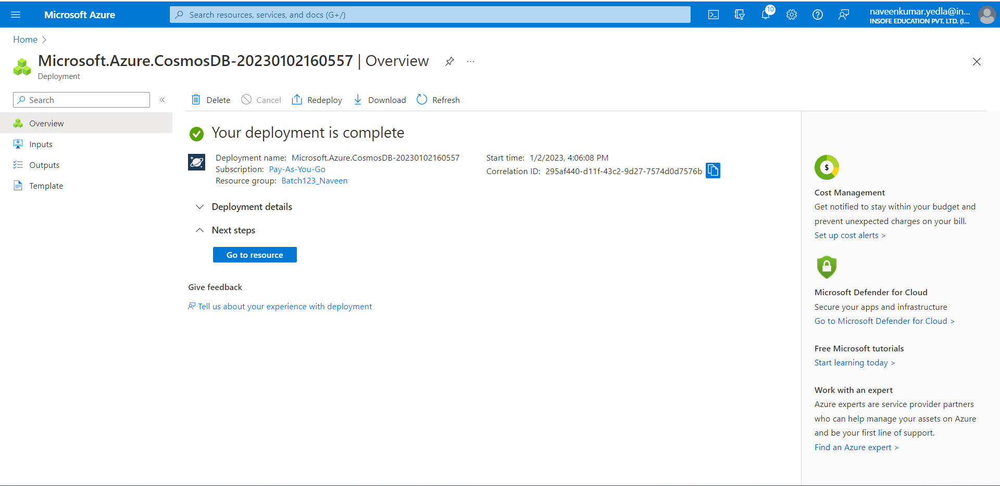 Microsoft Azure
Search resources, services, and docs (G+/)
10
naveenkumar.yedla@in...
INSOFE EDUCATION PVT. LTD. (I...
Home
Microsoft.Azure.CosmosDB-20230102160557 | Overview
Deployment
Search
Delete
Cancel
Redeploy
Download
Refresh
Overview
Inputs
Outputs
Template
Your deployment is complete
Deployment name: Microsoft.Azure.CosmosDB-20230102160557
Subscription: Pay-As-You-Go
Resource group: Batch123_Naveen
Start time: 1/2/2023, 4:06:08 PM
Correlation ID: 295af440-d11f-43c2-9d27-7574d0d7576b
Deployment details
Next steps
Go to resource
Give feedback
Tell us about your experience with deployment
$
Cost Management
Get notified to stay within your budget and
prevent unexpected charges on your bill.
Set up cost alerts >
Microsoft Defender for Cloud
Secure your apps and infrastructure
Go to Microsoft Defender for Cloud >
Free Microsoft tutorials
Start learning today >
Work with an expert
Azure experts are service provider partners
who can help manage your assets on Azure
and be your first line of support.
Find an Azure expert >